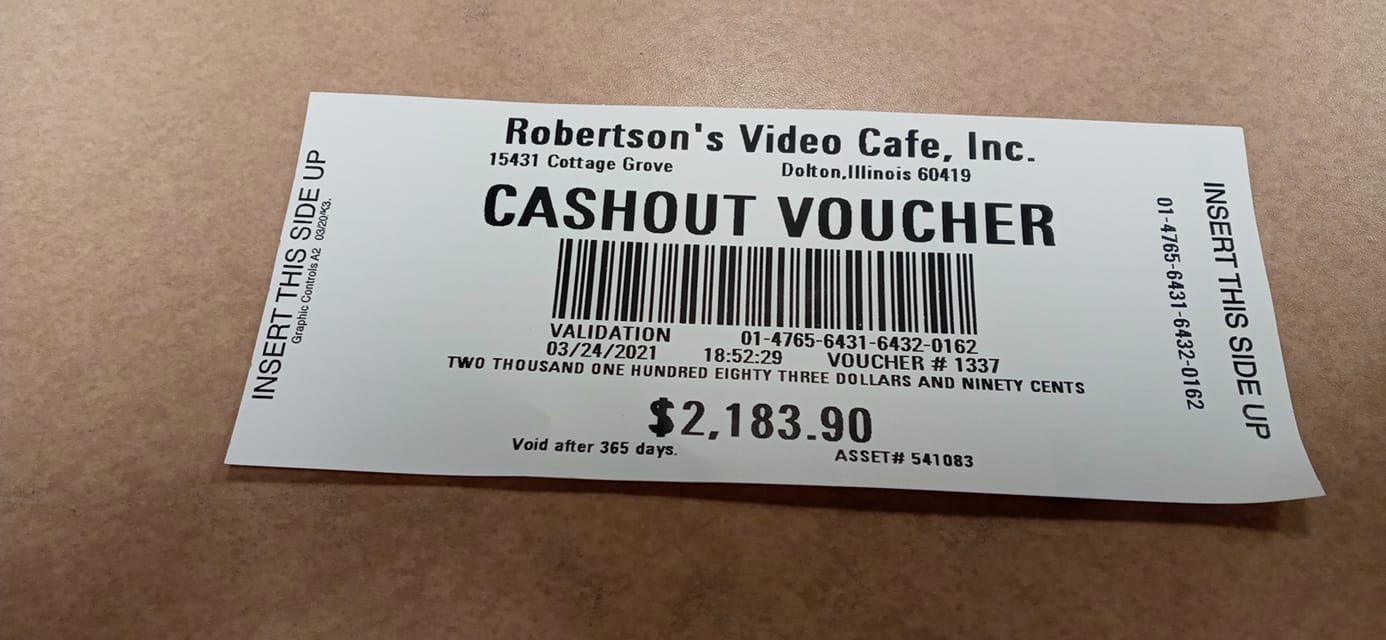 Robertson's Video Cafe, Inc.
15431 Cottage Grove Dolton,Illinois 60419
CASHOUT VOUCHER
VALIDATION 01-4765-6431-6432-0162
03/24/2021 18:52:29 VOUCHER # 1337
TWO THOUSAND ONE HUNDRED EIGHTY THREE DOLLARS AND NINETY CENTS
$2,183.90
Void after 365 days. ASSET# 541083
INSERT THIS SIDE UP
Graphic Controls A2 03/20/K3.
INSERT THIS SIDE UP
01-4765-6431-6432-0162